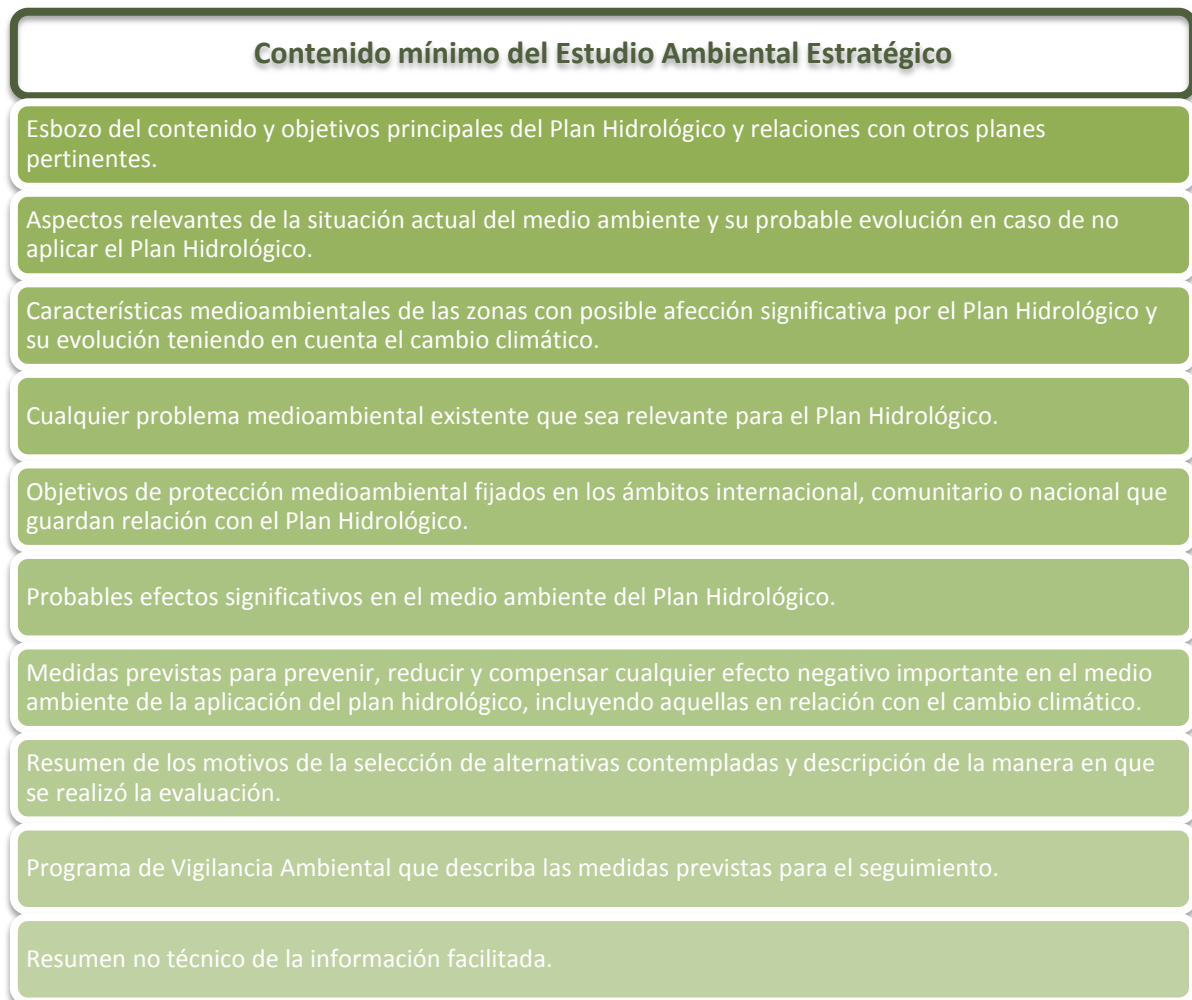 Contenido mínimo del Estudio Ambiental Estratégico
Esbozo del contenido y objetivos principales del Plan Hidrológico y relaciones con otros planes
pertinentes.
Aspectos relevantes de la situación actual del medio ambiente y su probable evolución en caso de no
aplicar el Plan Hidrológico.
Características medioambientales de las zonas con posible afección significativa por el Plan Hidrológico y
su evolución teniendo en cuenta el cambio climático.
Cualquier problema medioambiental existente que sea relevante para el Plan Hidrológico.
Objetivos de protección medioambiental fijados en los ámbitos internacional, comunitario o nacional que
guardan relación con el Plan Hidrológico.
Probables efectos significativos en el medio ambiente del Plan Hidrológico.
Medidas previstas para prevenir, reducir y compensar cualquier efecto negativo importante en el medio
ambiente de la aplicación del plan hidrológico, incluyendo aquellas en relación con el cambio climático.
Resumen de los motivos de la selección de alternativas contempladas y descripción de la manera en que
se realizó la evaluación.
Programa de Vigilancia Ambiental que describa las medidas previstas para el seguimiento.
Resumen no técnico de la información facilitada.